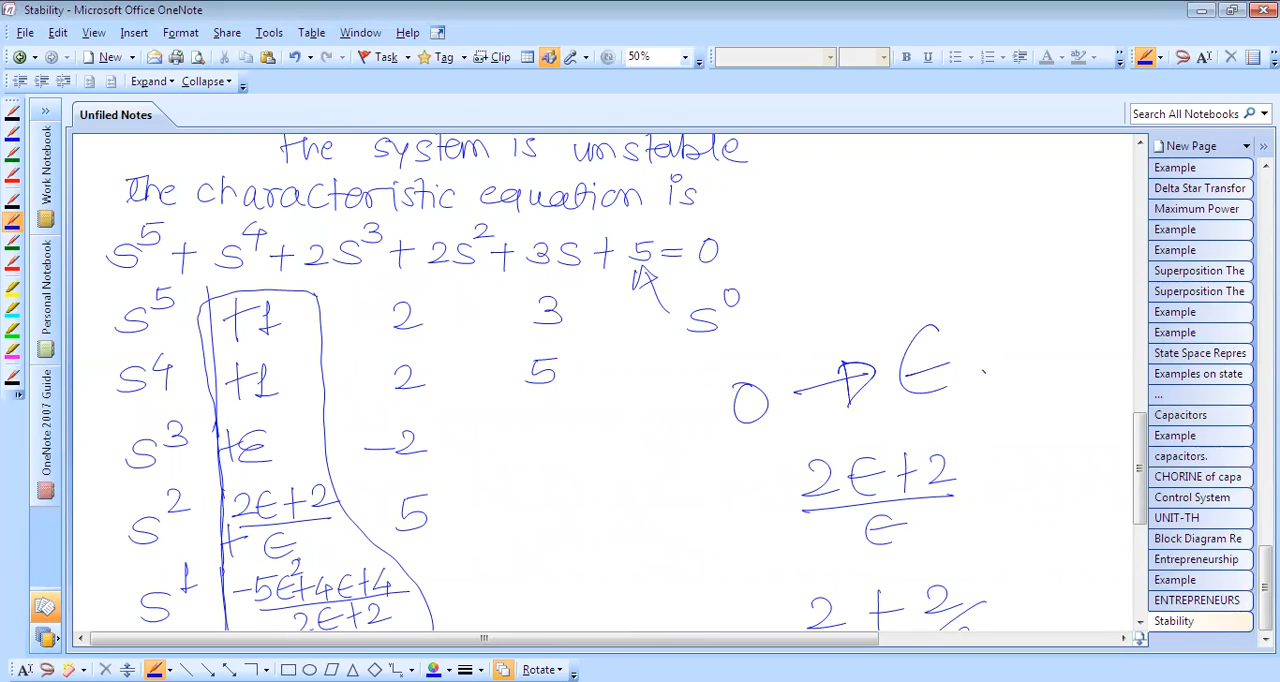 Stability - Microsoft Office OneNote
File Edit View Insert Format Share Tools Table Window Help
New Task Tag Clip 50% B I U
Expand Collapse
Unfiled Notes
Search All Notebooks
New Page
Work Notebook
Personal Notebook
OneNote 2007 Guide
the system is unstable
The characteristic equation is
s⁵ + s⁴ + 2s³ + 2s² + 3s + 5 = 0
s⁵ +1 2 3 s⁰
s⁴ +1 2 5
0 → ϵ
s³ +ϵ -2
2ϵ+2
ϵ
s² 2ϵ+2 5
+ ϵ
s¹ -5ϵ²+4ϵ+4
2ϵ+2
2 + 2/
Example
Delta Star Transfor
Maximum Power
Example
Example
Superposition The
Superposition The
Example
Example
State Space Repres
Examples on state
...
Capacitors
Example
capacitors.
CHORINE of capa
Control System
UNIT-TH
Block Diagram Re
Entrepreneurship
Example
ENTREPRENEURS
Stability
Rotate